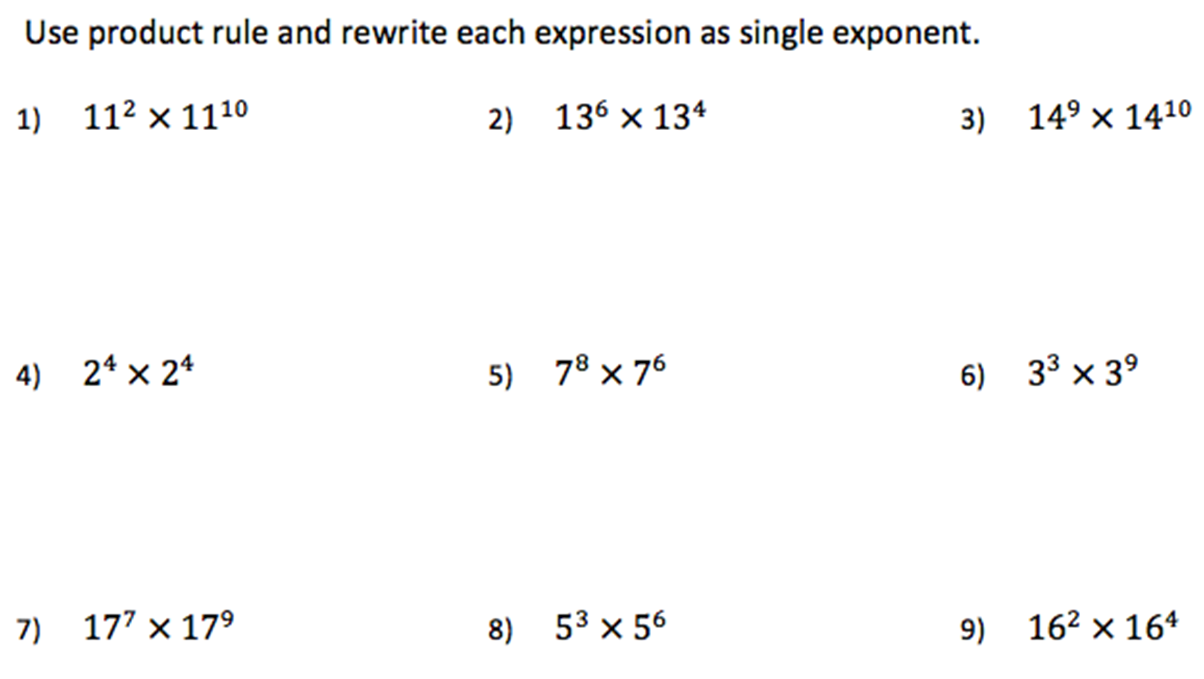 Use product rule and rewrite each expression as single exponent.
1) 11² × 11¹⁰ 2) 13⁶ × 13⁴ 3) 14⁹ × 14¹⁰
4) 2⁴ × 2⁴ 5) 7⁸ × 7⁶ 6) 3³ × 3⁹
7) 17⁷ × 17⁹ 8) 5³ × 5⁶ 9) 16² × 16⁴